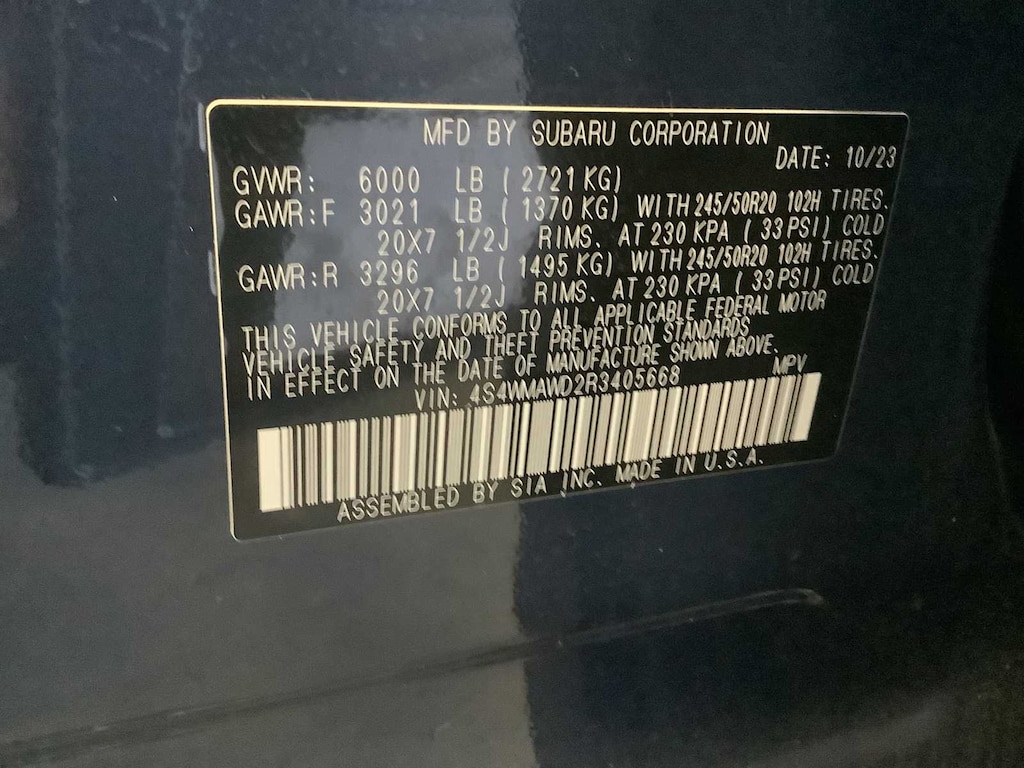 MFD BY SUBARU CORPORATION
DATE: 10/23
GVWR: 6000 LB ( 2721 KG)
GAWR:F 3021 LB ( 1370 KG) WITH 245/50R20 102H TIRES.
20X7 1/2J RIMS. AT 230 KPA ( 33 PSI) COLD
GAWR:R 3296 LB ( 1495 KG) WITH 245/50R20 102H TIRES.
20X7 1/2J RIMS. AT 230 KPA ( 33 PSI) COLD
THIS VEHICLE CONFORMS TO ALL APPLICABLE FEDERAL MOTOR
VEHICLE SAFETY AND THEFT PREVENTION STANDARDS
IN EFFECT ON THE DATE OF MANUFACTURE SHOWN ABOVE.
VIN: 4S4WMAWD2R3405668 MPV
ASSEMBLED BY SIA INC. MADE IN U.S.A.